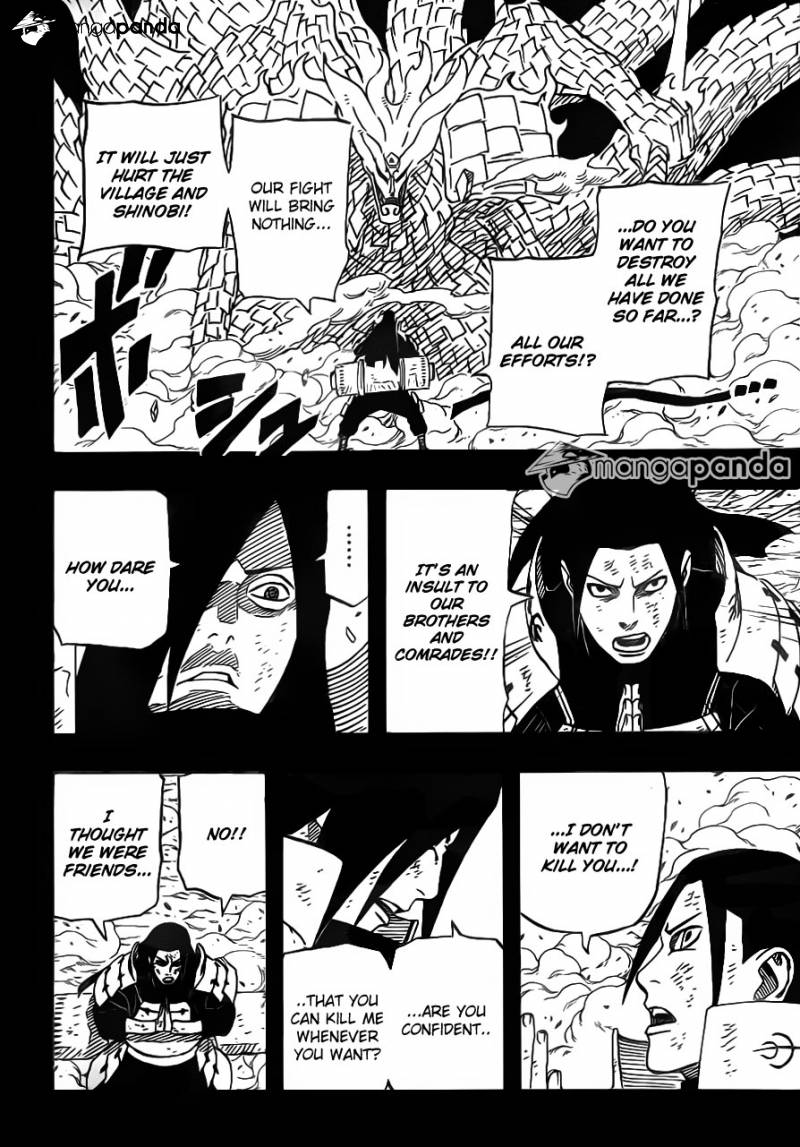 mangapanda
...DO YOU
WANT TO
DESTROY
ALL WE
HAVE DONE
SO FAR...?
ALL OUR
EFFORTS!?
OUR FIGHT
WILL BRING
NOTHING...
IT WILL JUST
HURT THE
VILLAGE AND
SHINOBI!
ボ
シュ
mangapanda
IT'S AN
INSULT TO
OUR
BROTHERS
AND
COMRADES!!
........
HOW DARE
YOU...
...I DON'T
WANT TO
KILL YOU...!
...ARE YOU
CONFIDENT..
..THAT YOU
CAN KILL ME
WHENEVER
YOU WANT?
NO!!
I
THOUGHT
WE WERE
FRIENDS...